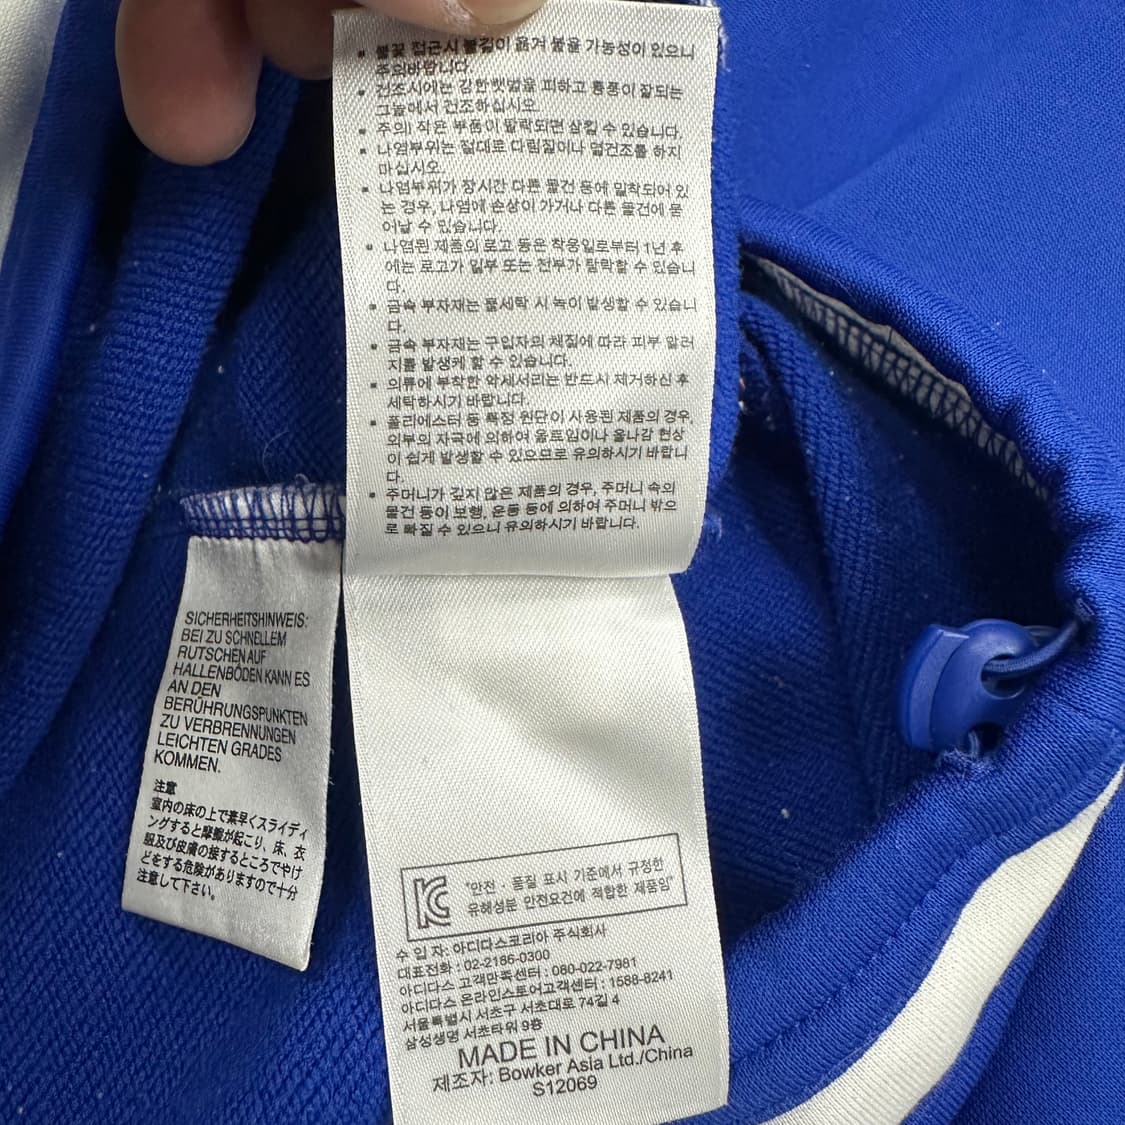 ▪ 불꽃 접근시 불길이 옮겨 붙을 가능성이 있으니
주의바랍니다.
▪ 건조시에는 강한햇볕을 피하고 통풍이 잘되는
그늘에서 건조하십시오.
▪ 주의! 작은 부품이 탈락되면 삼킬 수 있습니다.
▪ 나염부위는 절대로 다림질이나 열건조를 하지
마십시오.
▪ 나염부위가 장시간 다른 물건 등에 밀착되어 있
는 경우, 나염에 손상이 가거나 다른 물건에 묻
어날 수 있습니다.
▪ 나염된 제품의 로고 등은 착용일로부터 1년 후
에는 로고가 일부 또는 전부가 탈락할 수 있습니
다.
▪ 금속 부자재는 물세탁 시 녹이 발생할 수 있습니
다.
▪ 금속 부자재는 구입자의 체질에 따라 피부 알러
지를 발생케 할 수 있습니다.
▪ 의류에 부착한 악세서리는 반드시 제거하신 후
세탁하시기 바랍니다.
▪ 폴리에스터 등 특정 원단이 사용된 제품의 경우,
외부의 자극에 의하여 올트임이나 올나감 현상
이 쉽게 발생할 수 있으므로 유의하시기 바랍니
다.
▪ 주머니가 깊지 않은 제품의 경우, 주머니 속의
물건 등이 보행, 운동 등에 의하여 주머니 밖으
로 빠질 수 있으니 유의하시기 바랍니다.
SICHERHEITSHINWEIS:
BEI ZU SCHNELLEM
RUTSCHEN AUF
HALLENBÖDEN KANN ES
AN DEN
BERÜHRUNGSPUNKTEN
ZU VERBRENNUNGEN
LEICHTEN GRADES
KOMMEN.
注意
室内の床の上で素早くスライディ
ングすると摩擦が起こり、床、衣
服及び皮膚の接するところでやけ
どをする危険がありますので十分
注意して下さい。
"안전ㆍ품질 표시 기준에서 규정한
유해성분 안전요건에 적합한 제품임"
수 입 자: 아디다스코리아 주식회사
대표전화 : 02-2186-0300
아디다스 고객만족센터 : 080-022-7981
아디다스 온라인스토어고객센터 : 1588-8241
서울특별시 서초구 서초대로 74길 4
삼성생명 서초타워 9층
MADE IN CHINA
제조자: Bowker Asia Ltd./China
S12069